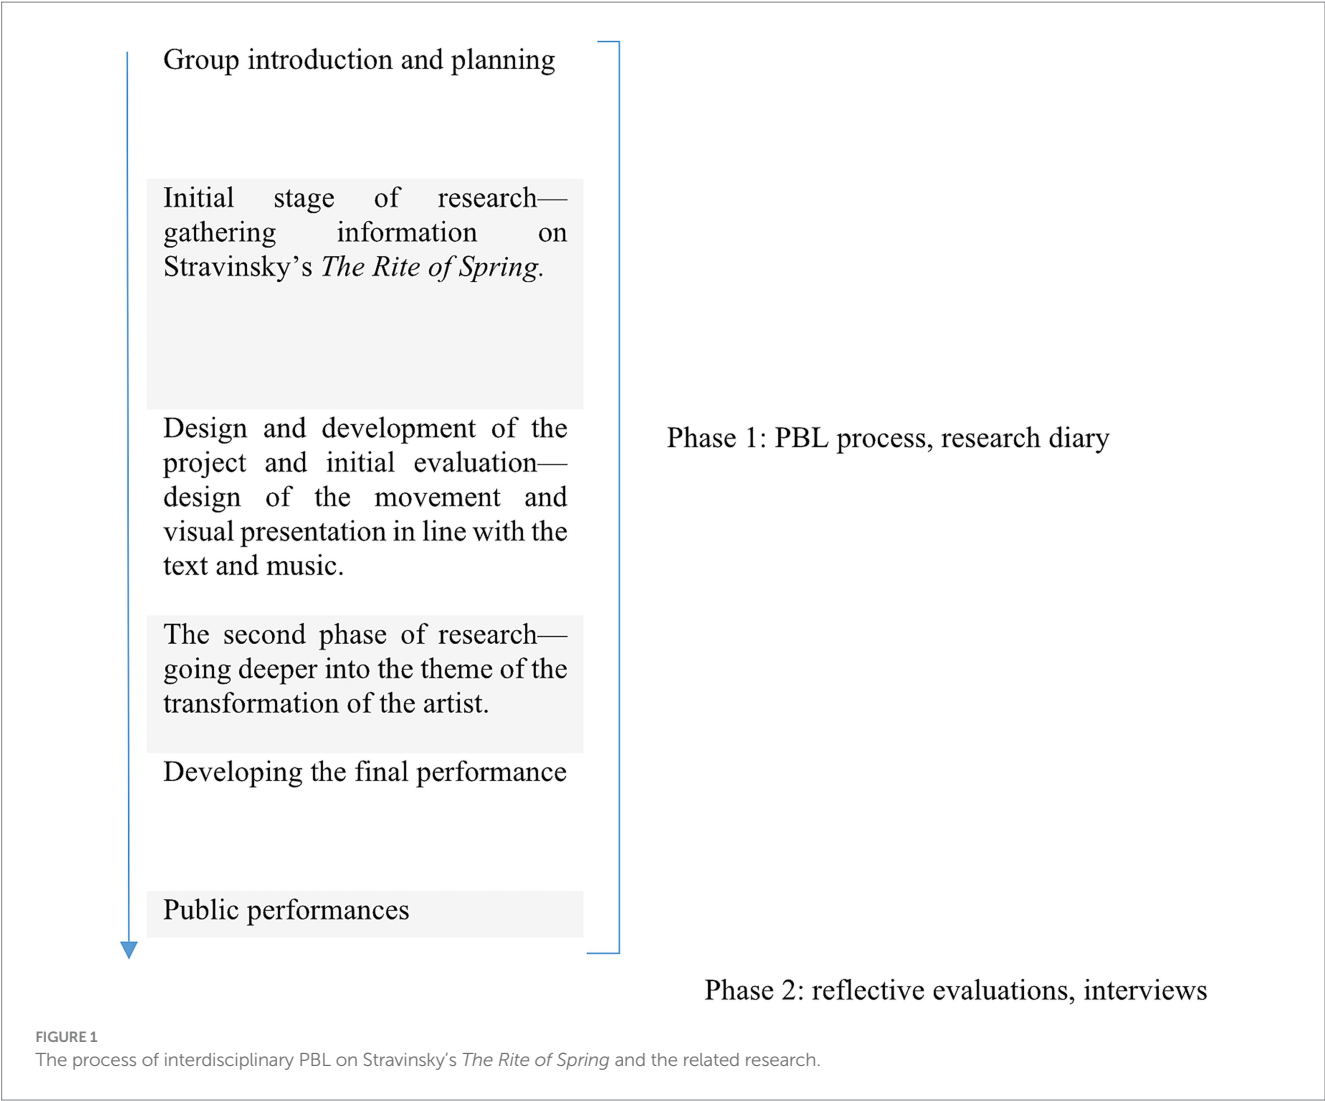 Group introduction and planning
Initial stage of research—
gathering information on
Stravinsky’s The Rite of Spring.
Design and development of the
project and initial evaluation—
design of the movement and
visual presentation in line with the
text and music.
The second phase of research—
going deeper into the theme of the
transformation of the artist.
Developing the final performance
Public performances
Phase 1: PBL process, research diary
Phase 2: reflective evaluations, interviews
FIGURE 1
The process of interdisciplinary PBL on Stravinsky’s The Rite of Spring and the related research.